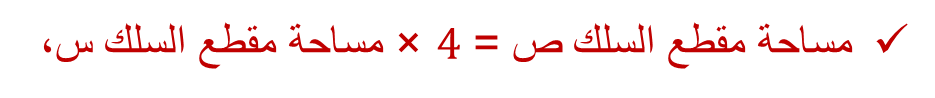 ✓ مساحة مقطع السلك ص = 4 × مساحة مقطع السلك س،